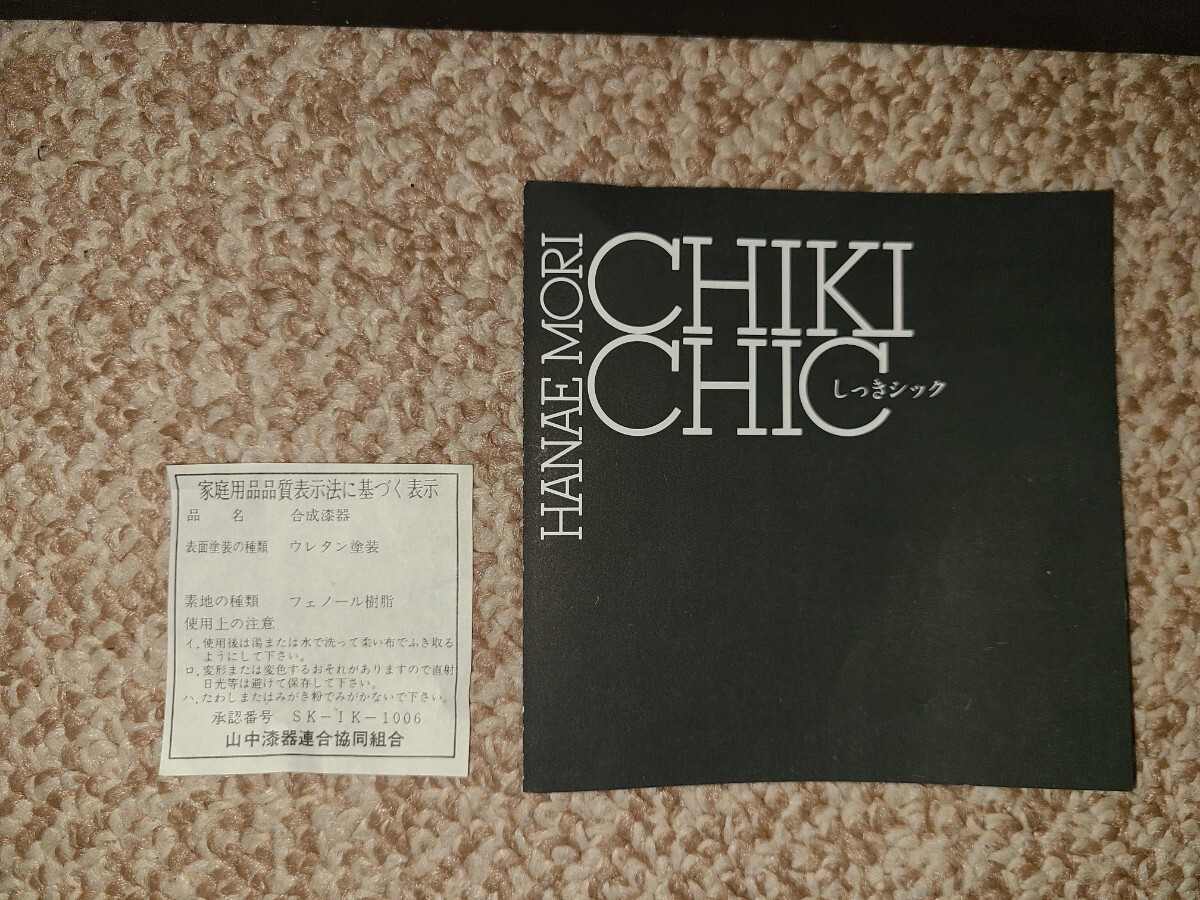 家庭用品品質表示法に基づく表示
品 名 合成漆器
表面塗装の種類 ウレタン塗装
素地の種類 フェノール樹脂
使用上の注意
イ.使用後は湯または水で洗って柔い布でふき取る
ようにして下さい。
ロ.変形または変色するおそれがありますので直射
日光等は避けて保存して下さい。
ハ.たわしまたはみがき粉でみがかないで下さい。
承認番号 SK-IK-1006
山中漆器連合協同組合
HANAE MORI
CHIKI
CHIC
しっきシック